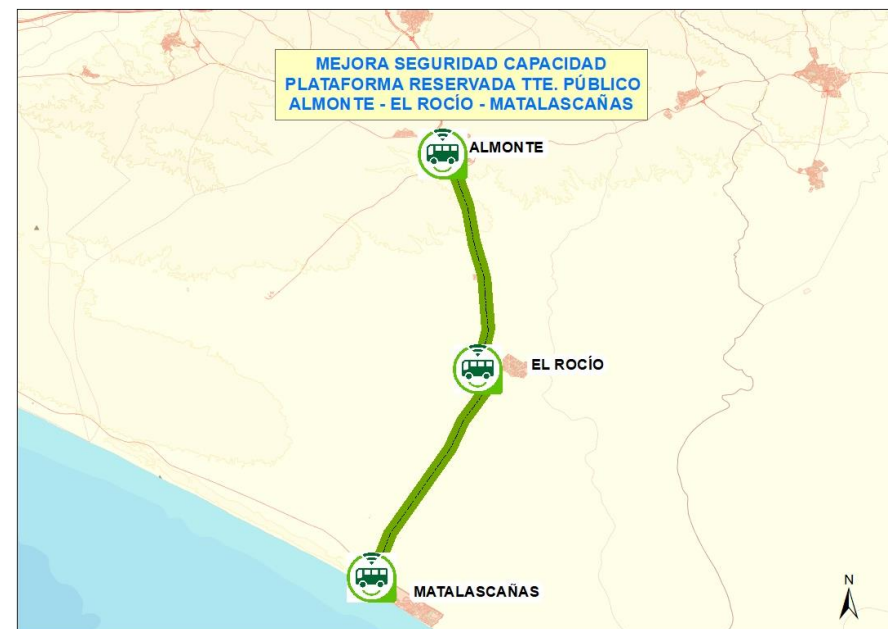 MEJORA SEGURIDAD CAPACIDAD
PLATAFORMA RESERVADA TTE. PÚBLICO
ALMONTE - EL ROCÍO - MATALASCAÑAS
ALMONTE
EL ROCÍO
MATALASCAÑAS
N